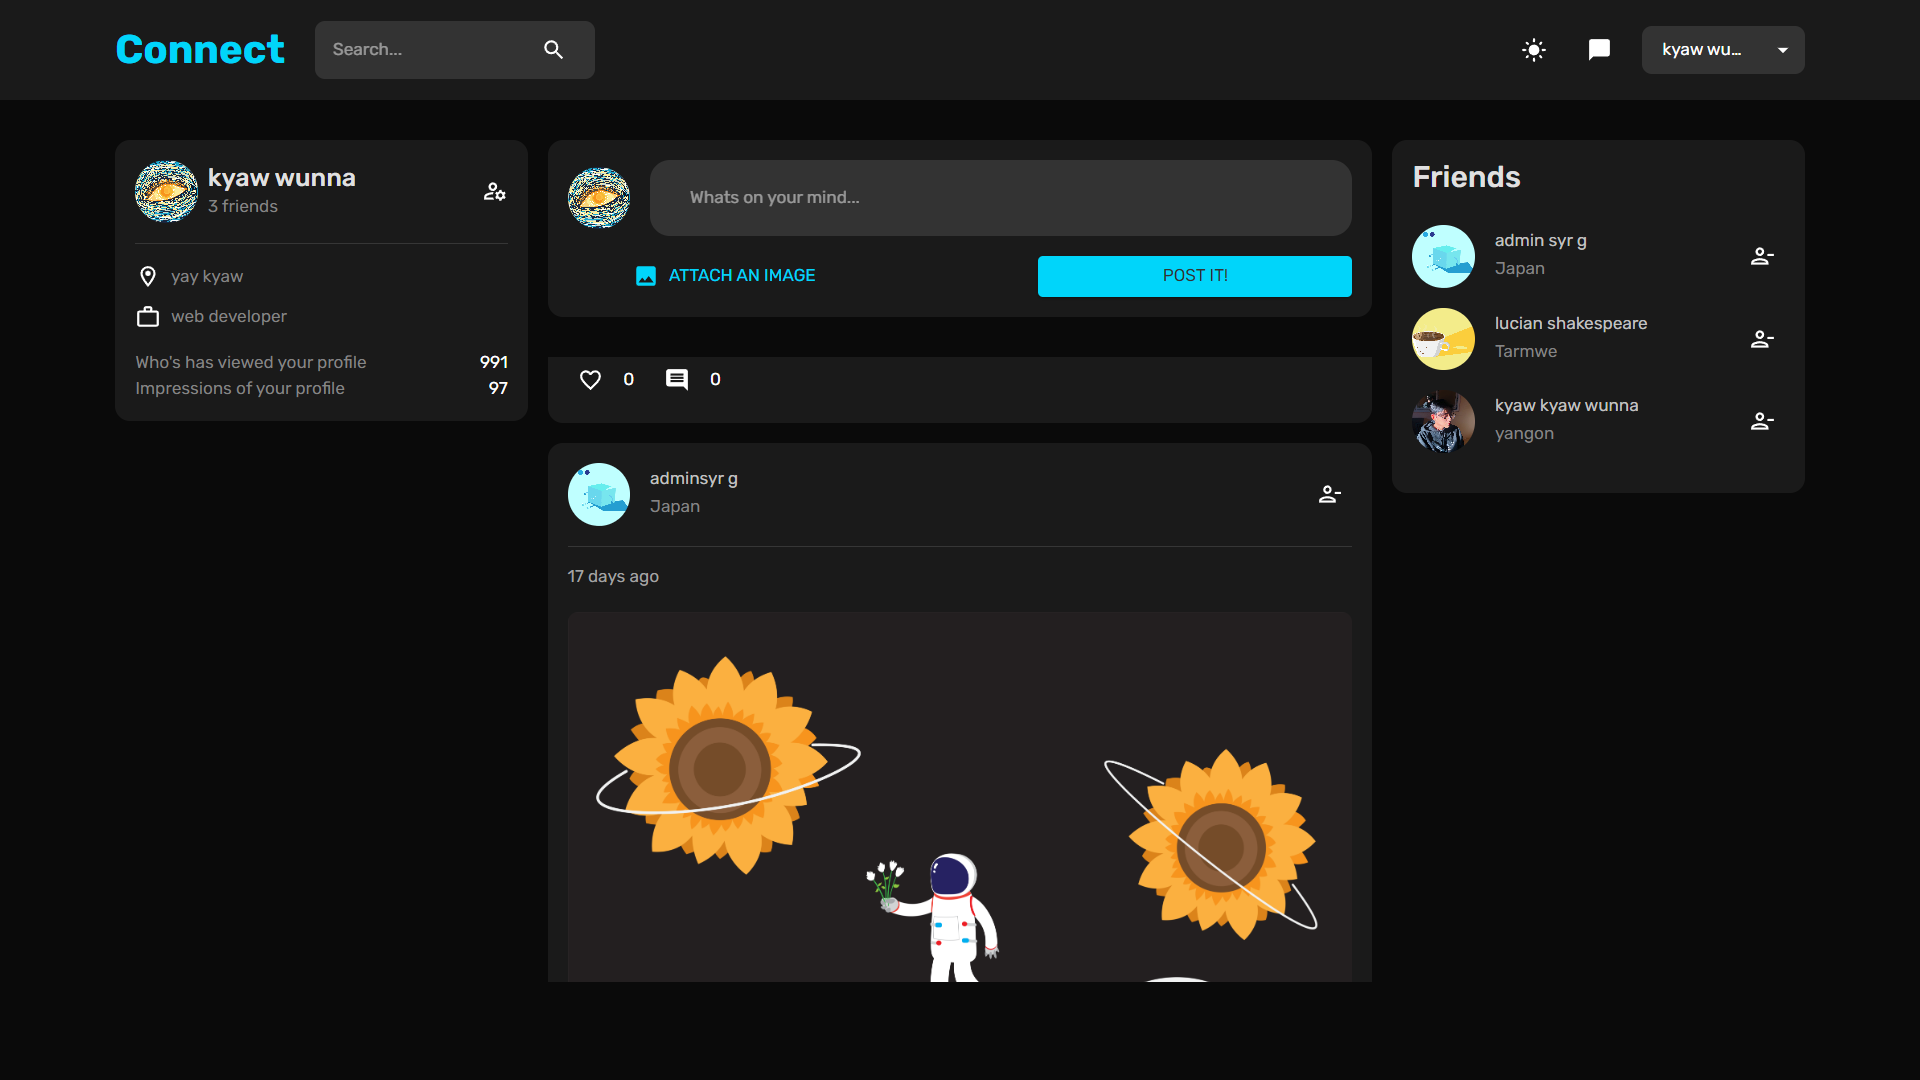 Connect
Search...
kyaw wu...
kyaw wunna
3 friends
yay kyaw
web developer
Who's has viewed your profile 991
Impressions of your profile 97
Whats on your mind...
ATTACH AN IMAGE
POST IT!
0 0
adminsyr g
Japan
17 days ago
Friends
admin syr g
Japan
lucian shakespeare
Tarmwe
kyaw kyaw wunna
yangon